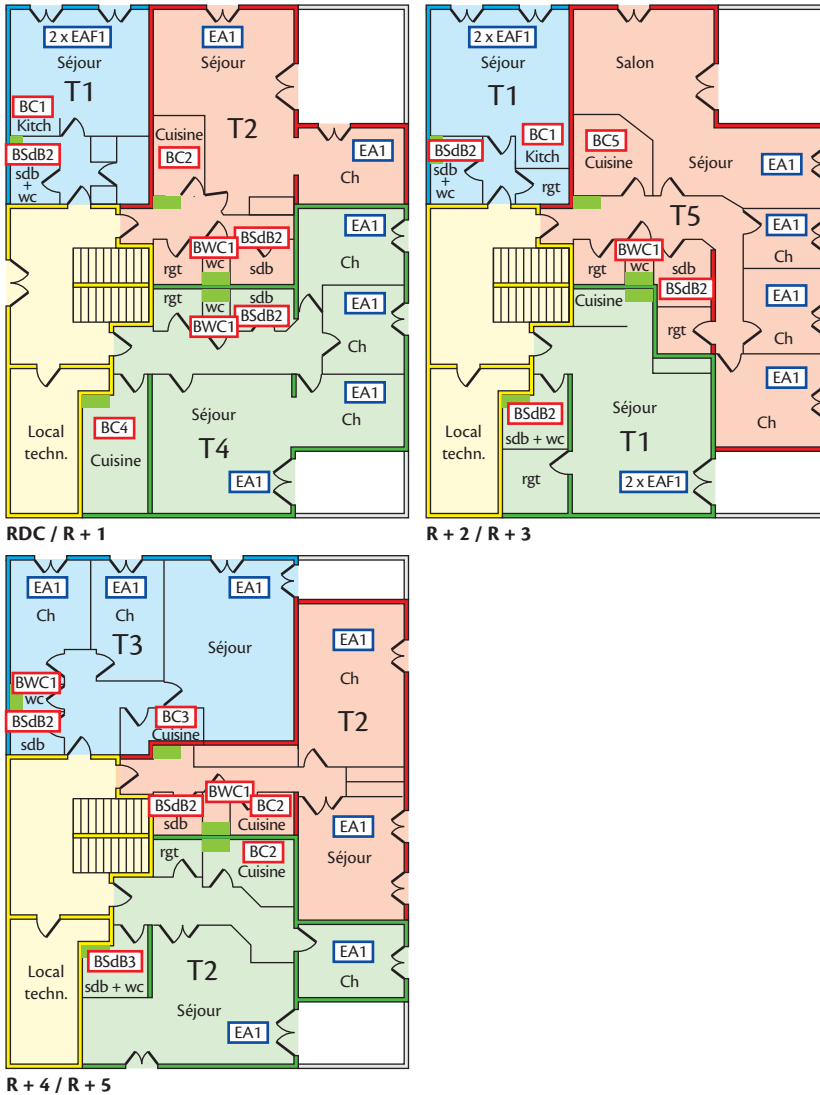 2 x EAF1
Séjour
T1
BC1
Kitch
BSdB2
sdb
+
wc
EA1
Séjour
T2
Cuisine
BC2
EA1
Ch
BSdB2
BWC1
rgt
wc
sdb
EA1
Ch
rgt
wc
sdb
BWC1
BSdB2
EA1
Ch
EA1
Ch
Séjour
T4
BC4
Cuisine
EA1
Local
techn.
RDC / R + 1
2 x EAF1
Séjour
T1
BC1
Kitch
BSdB2
sdb
+
wc
rgt
Salon
BC5
Cuisine
Séjour
EA1
T5
EA1
Ch
BWC1
rgt
wc
sdb
BSdB2
EA1
Ch
Cuisine
rgt
EA1
Ch
BSdB2
sdb + wc
Séjour
T1
rgt
2 x EAF1
Local
techn.
R + 2 / R + 3
EA1
Ch
EA1
Ch
T3
EA1
Séjour
BWC1
wc
BSdB2
sdb
BC3
Cuisine
EA1
Ch
T2
BWC1
BSdB2
sdb
BC2
Cuisine
EA1
Séjour
rgt
BC2
Cuisine
BSdB3
sdb + wc
T2
Séjour
EA1
EA1
Ch
Local
techn.
R + 4 / R + 5